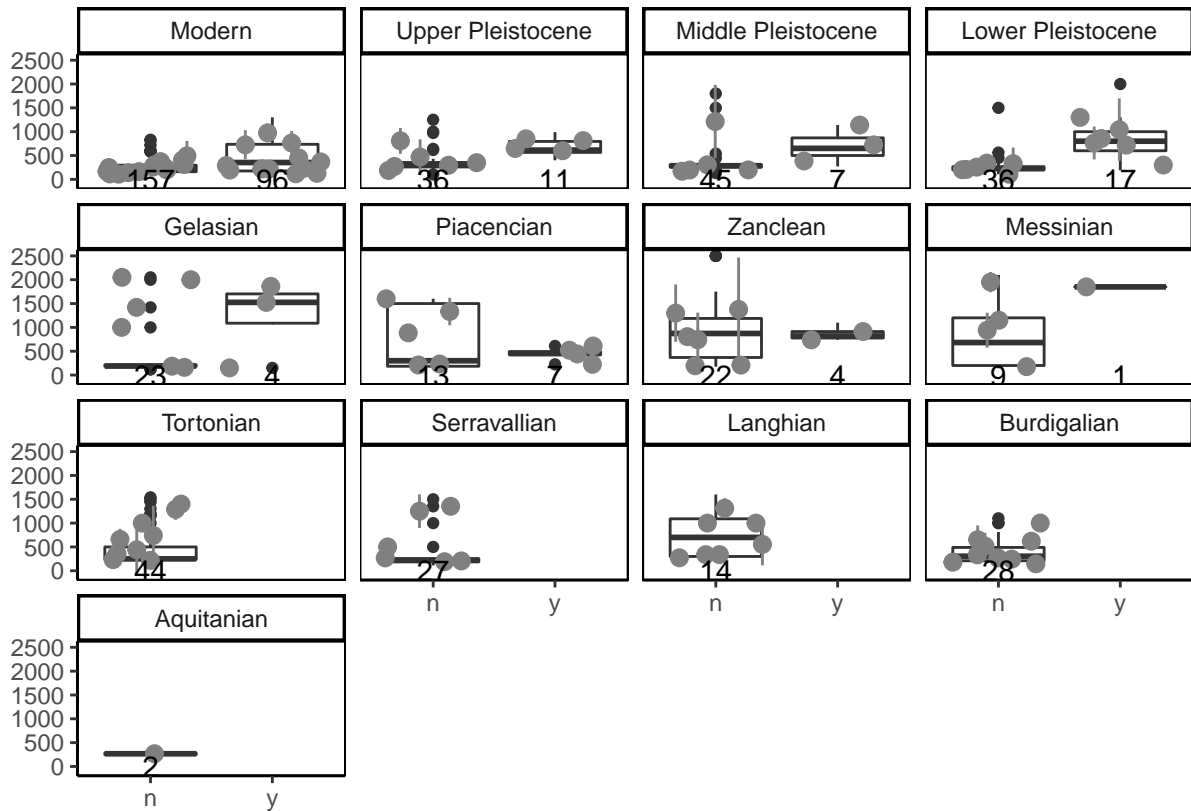 Modern Upper Pleistocene Middle Pleistocene Lower Pleistocene
2500
2000
1500
1000
500
0
157 96 36 11 45 7 36 17
Gelasian Piacencian Zanclean Messinian
2500
2000
1500
1000
500
0
23 4 13 7 22 4 9 1
Tortonian Serravallian Langhian Burdigalian
2500
2000
1500
1000
500
0
44 27 14 28
n y n y n y
Aquitanian
2500
2000
1500
1000
500
0
2
n y